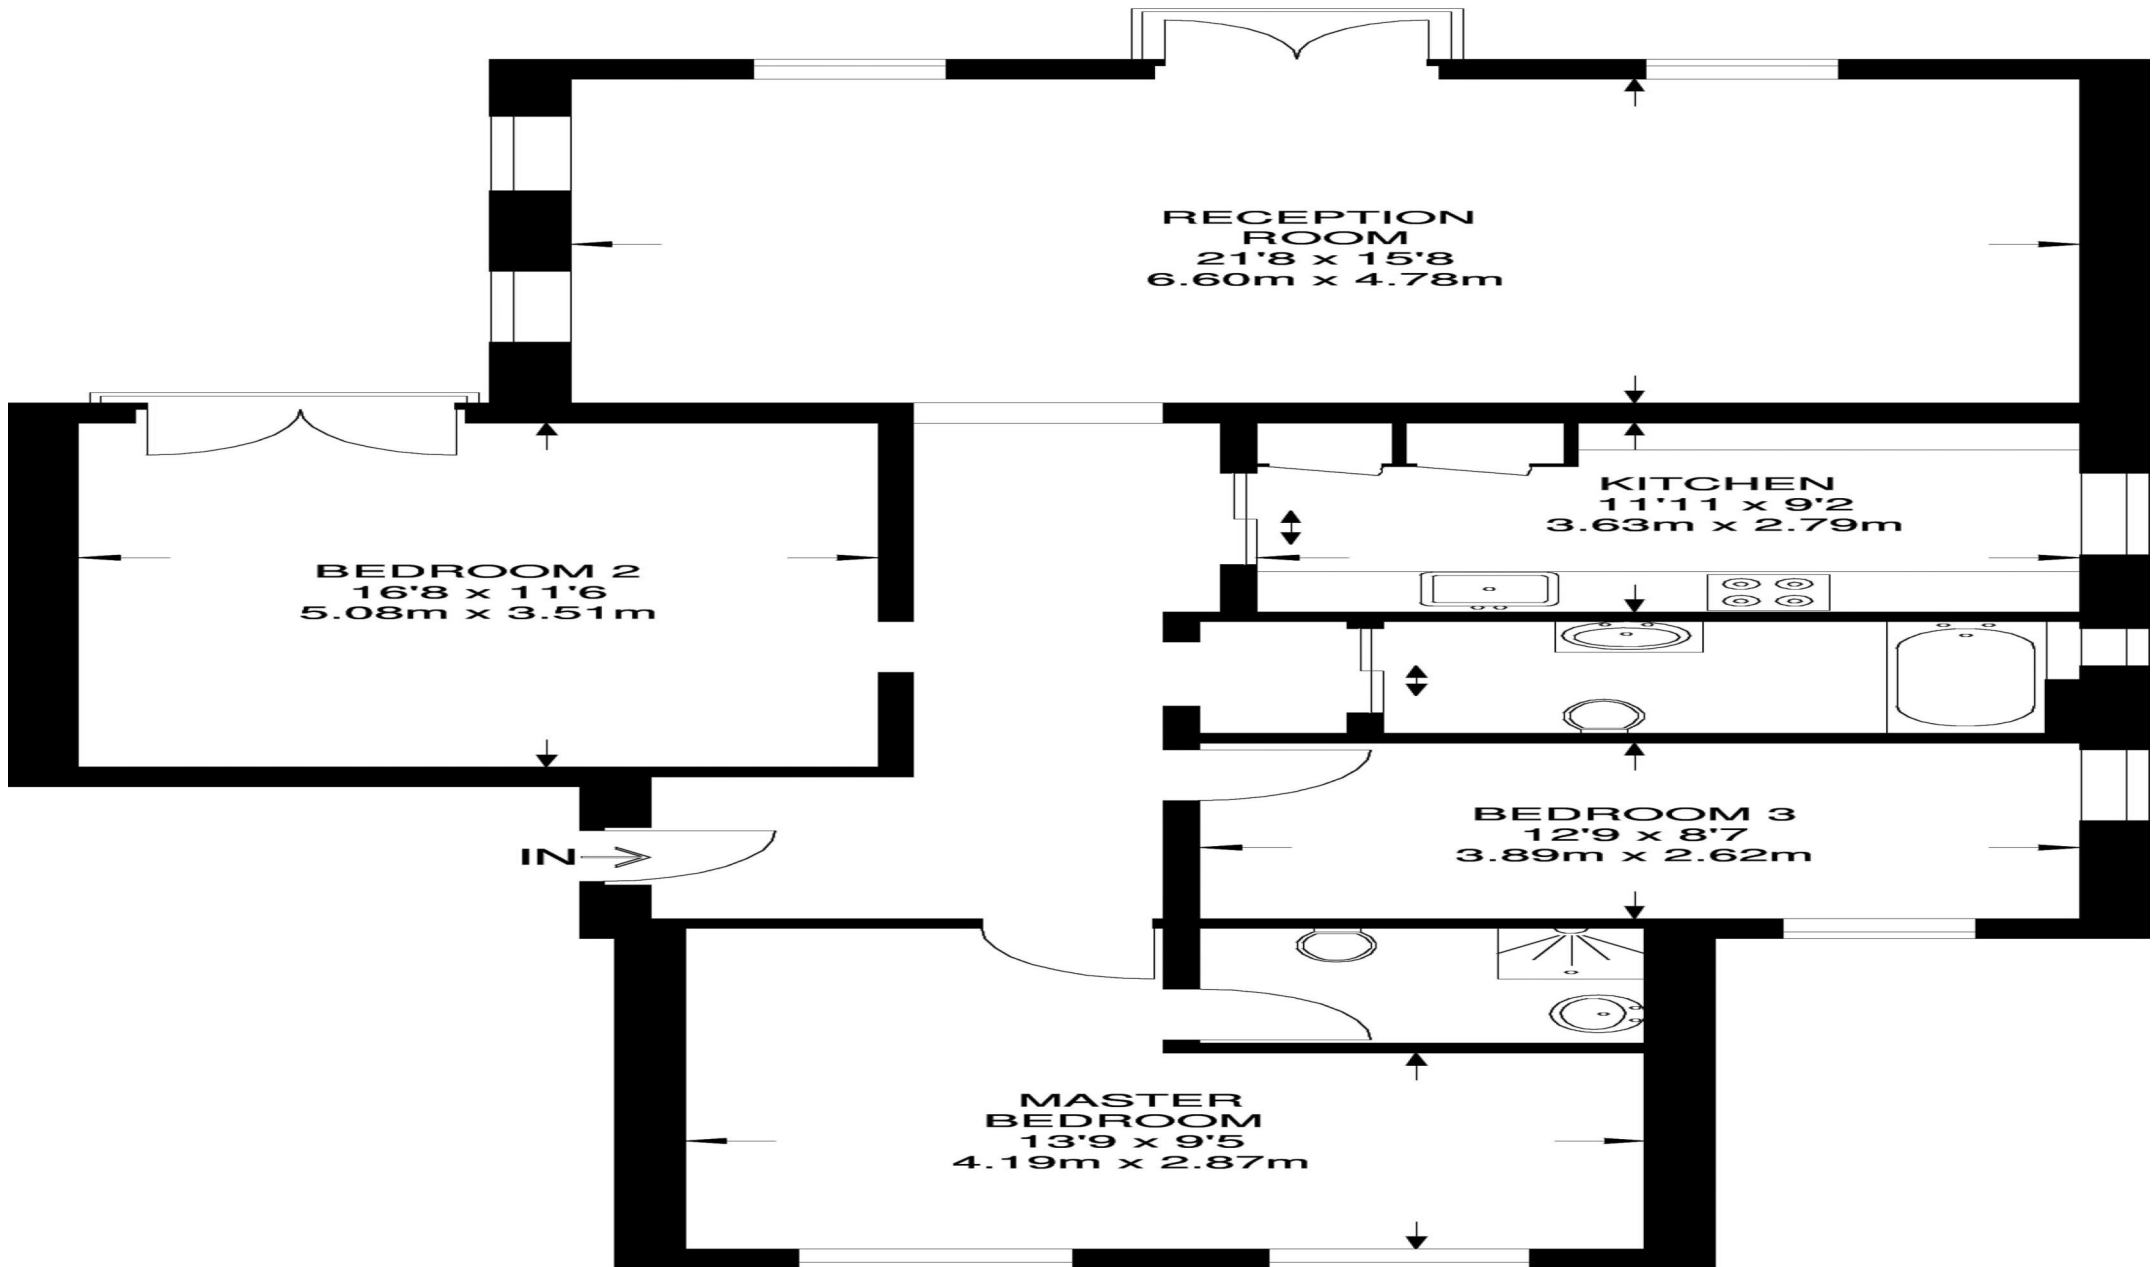 RECEPTION
ROOM
21'8 x 15'8
6.60m x 4.78m
KITCHEN
11'11 x 9'2
3.63m x 2.79m
BEDROOM 2
16'8 x 11'6
5.08m x 3.51m
BEDROOM 3
12'9 x 8'7
3.89m x 2.62m
IN
MASTER
BEDROOM
13'9 x 9'5
4.19m x 2.87m